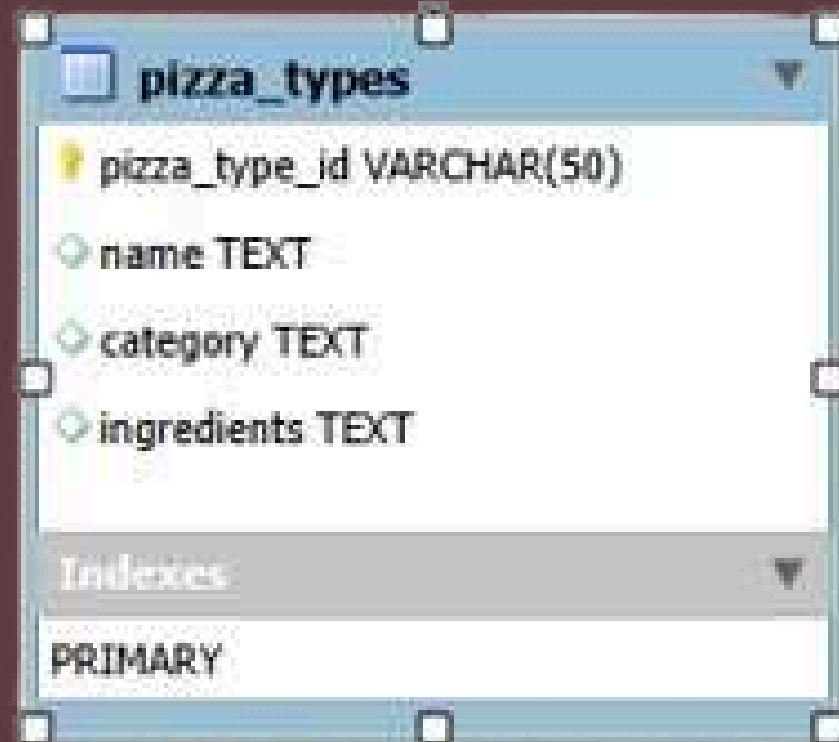 pizza_types
pizza_type_id VARCHAR(50)
name TEXT
category TEXT
ingredients TEXT
Indexes
PRIMARY